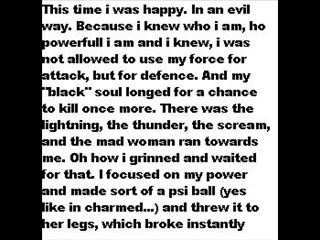 This time i was happy. In an evil
way. Because i knew who i am, ho
powerfull i am and i knew, i was
not allowed to use my force for
attack, but for defence. And my
"black" soul longed for a chance
to kill once more. There was the
lightning, the thunder, the scream,
and the mad woman ran towards
me. Oh how i grinned and waited
for that. I focused on my power
and made sort of a psi ball (yes
like in charmed...) and threw it to
her legs, which broke instantly